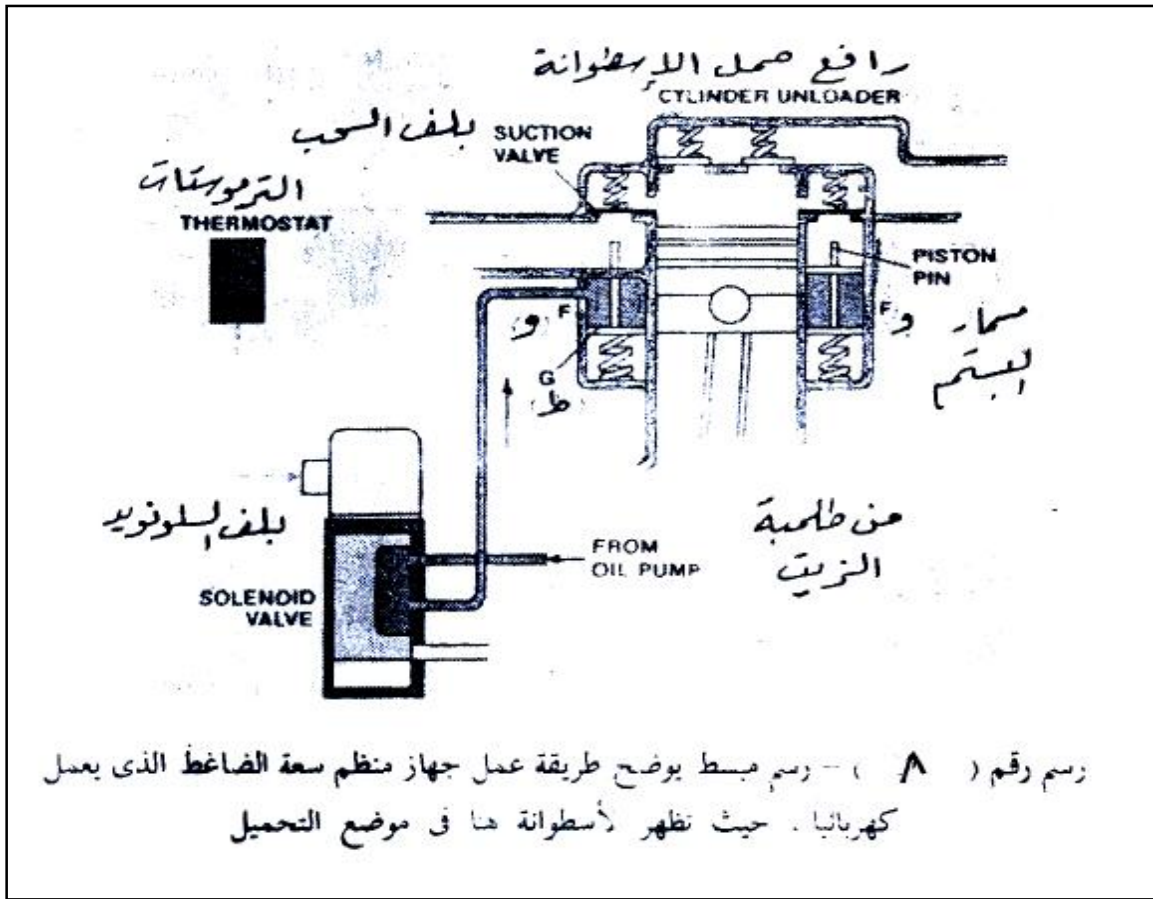 رافع حمل الإسطوانة
CYLINDER UNLOADER
بلف السحب
SUCTION
VALVE
الترموستات
THERMOSTAT
PISTON
PIN
F
(و)
F
و
مسمار
البستم
G
(ط)
بلف السلونويد
SOLENOID
VALVE
FROM
OIL PUMP
من طلمبة
الزيت
رسم رقم ( ٨ ) - رسم مبسط يوضح طريقة عمل جهاز منظم سعة الضاغط الذى يعمل
كهربائيا . حيث تظهر لأسطوانة هنا فى موضع التحميل